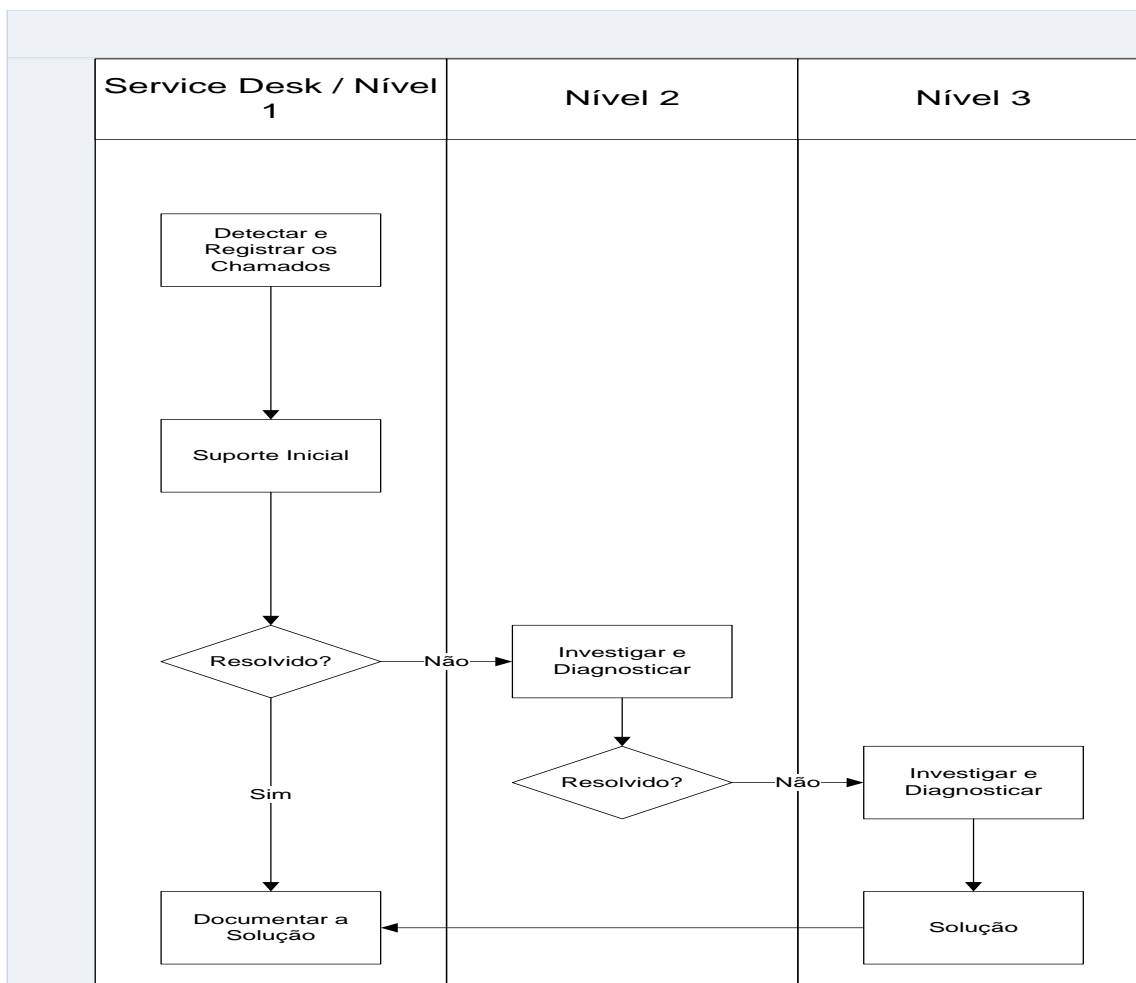 Service Desk / Nível
1
Nível 2
Nível 3
Detectar e
Registrar os
Chamados
Suporte Inicial
Resolvido?
Não
Investigar e
Diagnosticar
Resolvido?
Não
Investigar e
Diagnosticar
Sim
Documentar a
Solução
Solução